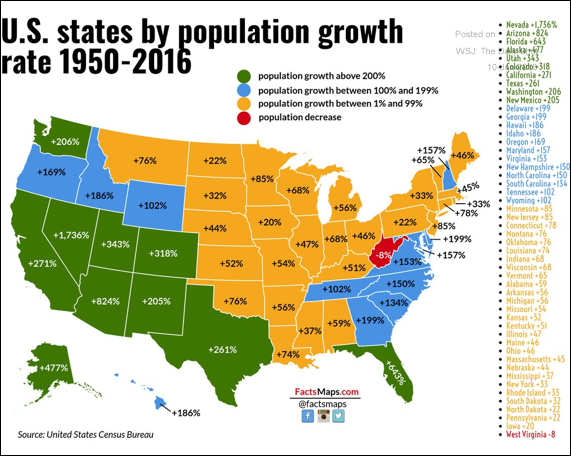 U.S. states by population growth
rate 1950-2016
Posted on
WSJ: The
population growth above 200%
population growth between 100% and 199%
population growth between 1% and 99%
population decrease
+206%
+76%
+22%
+85%
+157%
+65%
+46%
+169%
+186%
+102%
+32%
+68%
+56%
+33%
+45%
+33%
+78%
+1,736%
+343%
+318%
+44%
+20%
+47%
+68%
+46%
+22%
+85%
+199%
+157%
-8%
+153%
+271%
+52%
+54%
+51%
+150%
+102%
+134%
+824%
+205%
+76%
+56%
+37%
+59%
+199%
+261%
+74%
+643%
+477%
+186%
FactsMaps.com
@factsmaps
Source: United States Census Bureau
Nevada +1,736%
Arizona +824
Florida +643
Alaska +477
Utah +343
Colorado +318
California +271
Texas +261
Washington +206
New Mexico +205
Delaware +199
Georgia +199
Hawaii +186
Idaho +186
Oregon +169
Maryland +157
Virginia +153
New Hampshire +150
North Carolina +150
South Carolina +134
Tennessee +102
Wyoming +102
Minnesota +85
New Jersey +85
Connecticut +78
Montana +76
Oklahoma +76
Louisiana +74
Indiana +68
Wisconsin +68
Vermont +65
Alabama +59
Arkansas +56
Michigan +56
Missouri +54
Kansas +52
Kentucky +51
Illinois +47
Maine +46
Ohio +46
Massachusetts +45
Nebraska +44
Mississippi +37
New York +33
Rhode Island +33
South Dakota +32
North Dakota +22
Pennsylvania +22
Iowa +20
West Virginia -8